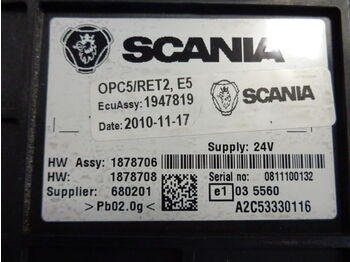 SCANIA
OPC5/RET2, E5
EcuAssy: 1947819
SCANIA
Date: 2010-11-17
Supply: 24V
HW Assy: 1878706
Serial no: 0811100132
HW: 1878708
e1 03 5560
Supplier: 680201
>Pb02.0g<
A2C53330116